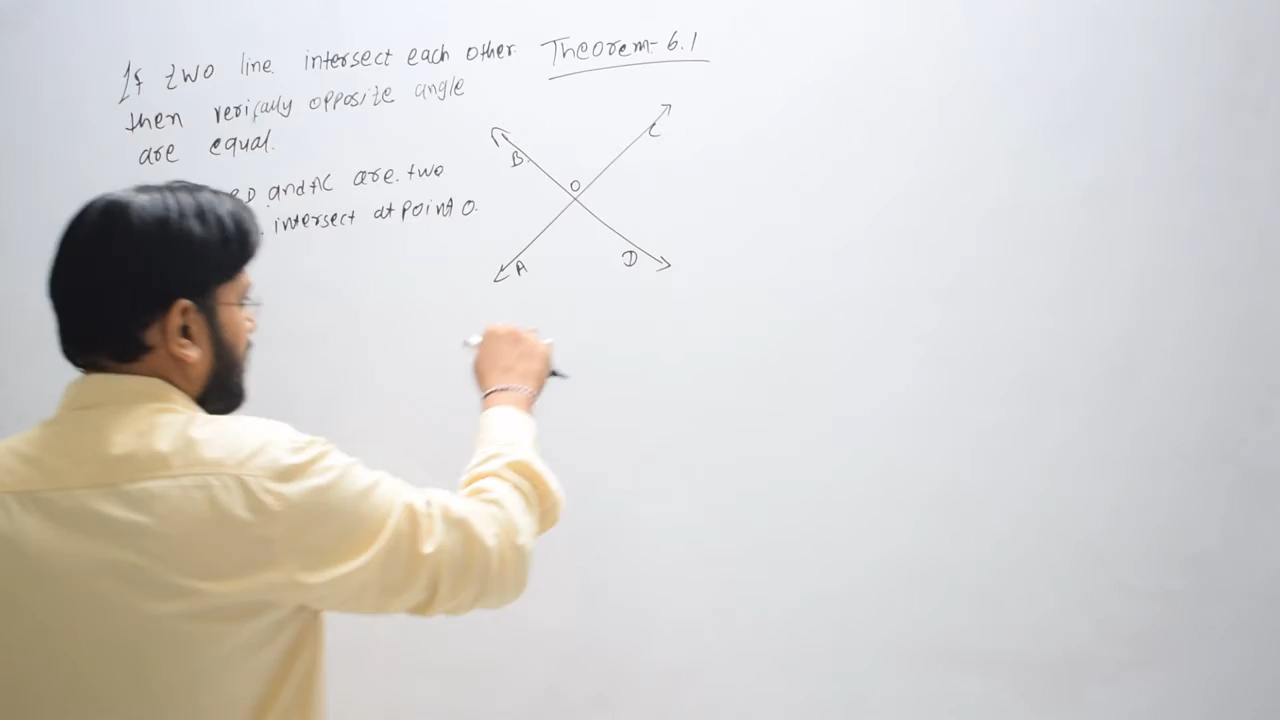 If two line intersect each other Theorem- 6.1
then verically opposite angle
are equal.
BD and AC are two
intersect at point O.
B
C
O
A
D